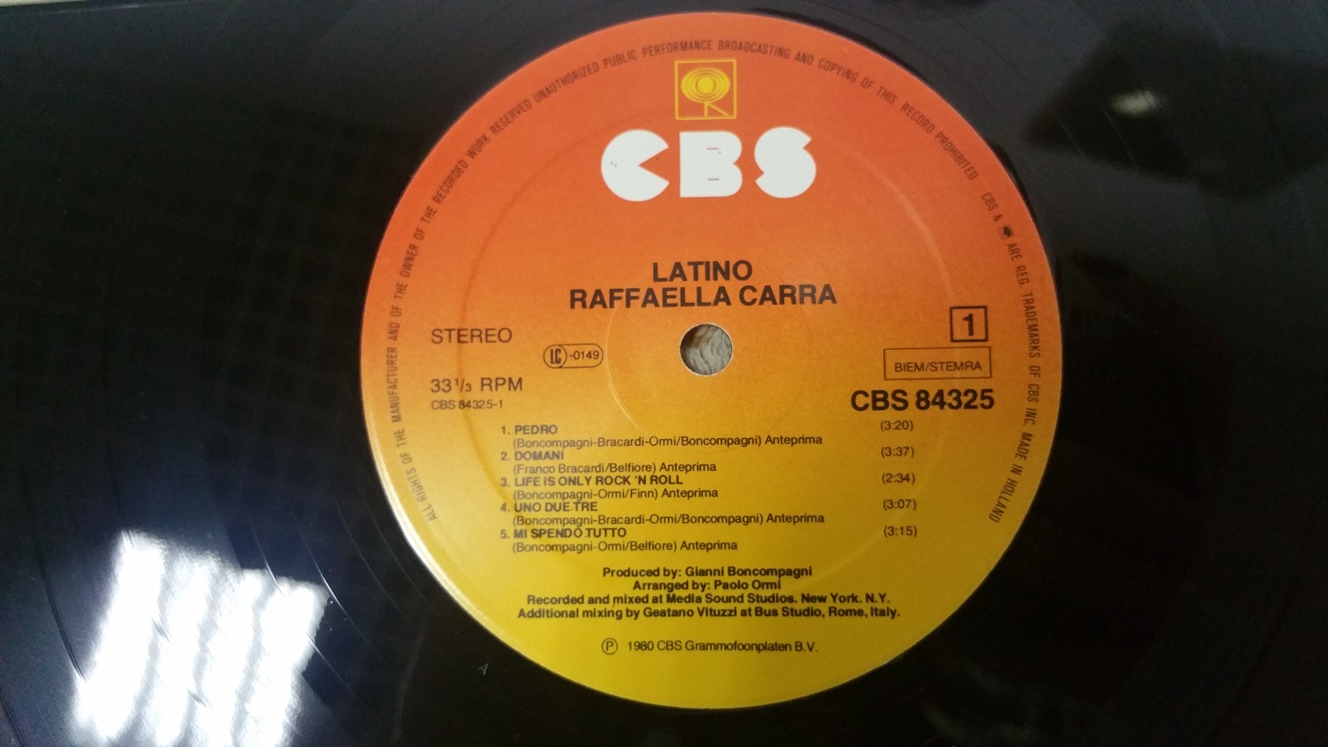 ALL RIGHTS OF THE MANUFACTURER AND OF THE OWNER OF THE RECORDED WORK RESERVED UNAUTHORIZED PUBLIC PERFORMANCE BROADCASTING AND COPYING OF THIS RECORD PROHIBITED CBS & ARE REG. TRADEMARKS OF CBS INC. MADE IN HOLLAND
CBS
LATINO
RAFFAELLA CARRA
STEREO
1
LC-0149
BIEM/STEMRA
33 1/3 RPM
CBS 84325
CBS 84325-1
1. PEDRO (3:20)
(Boncompagni-Bracardi-Ormi/Boncompagni) Anteprima
2. DOMANI (3:37)
(Franco Bracardi/Belfiore) Anteprima
3. LIFE IS ONLY ROCK 'N ROLL (2:34)
(Boncompagni-Ormi/Finn) Anteprima
4. UNO DUE TRE (3:07)
(Boncompagni-Bracardi-Ormi/Boncompagni) Anteprima
5. MI SPENDO TUTTO (3:15)
(Boncompagni-Ormi/Belfiore) Anteprima
Produced by: Gianni Boncompagni
Arranged by: Paolo Ormi
Recorded and mixed at Media Sound Studios. New York. N.Y.
Additional mixing by Geatano Vituzzi at Bus Studio, Rome, Italy.
Ⓟ 1980 CBS Grammofoonplaten B.V.
A